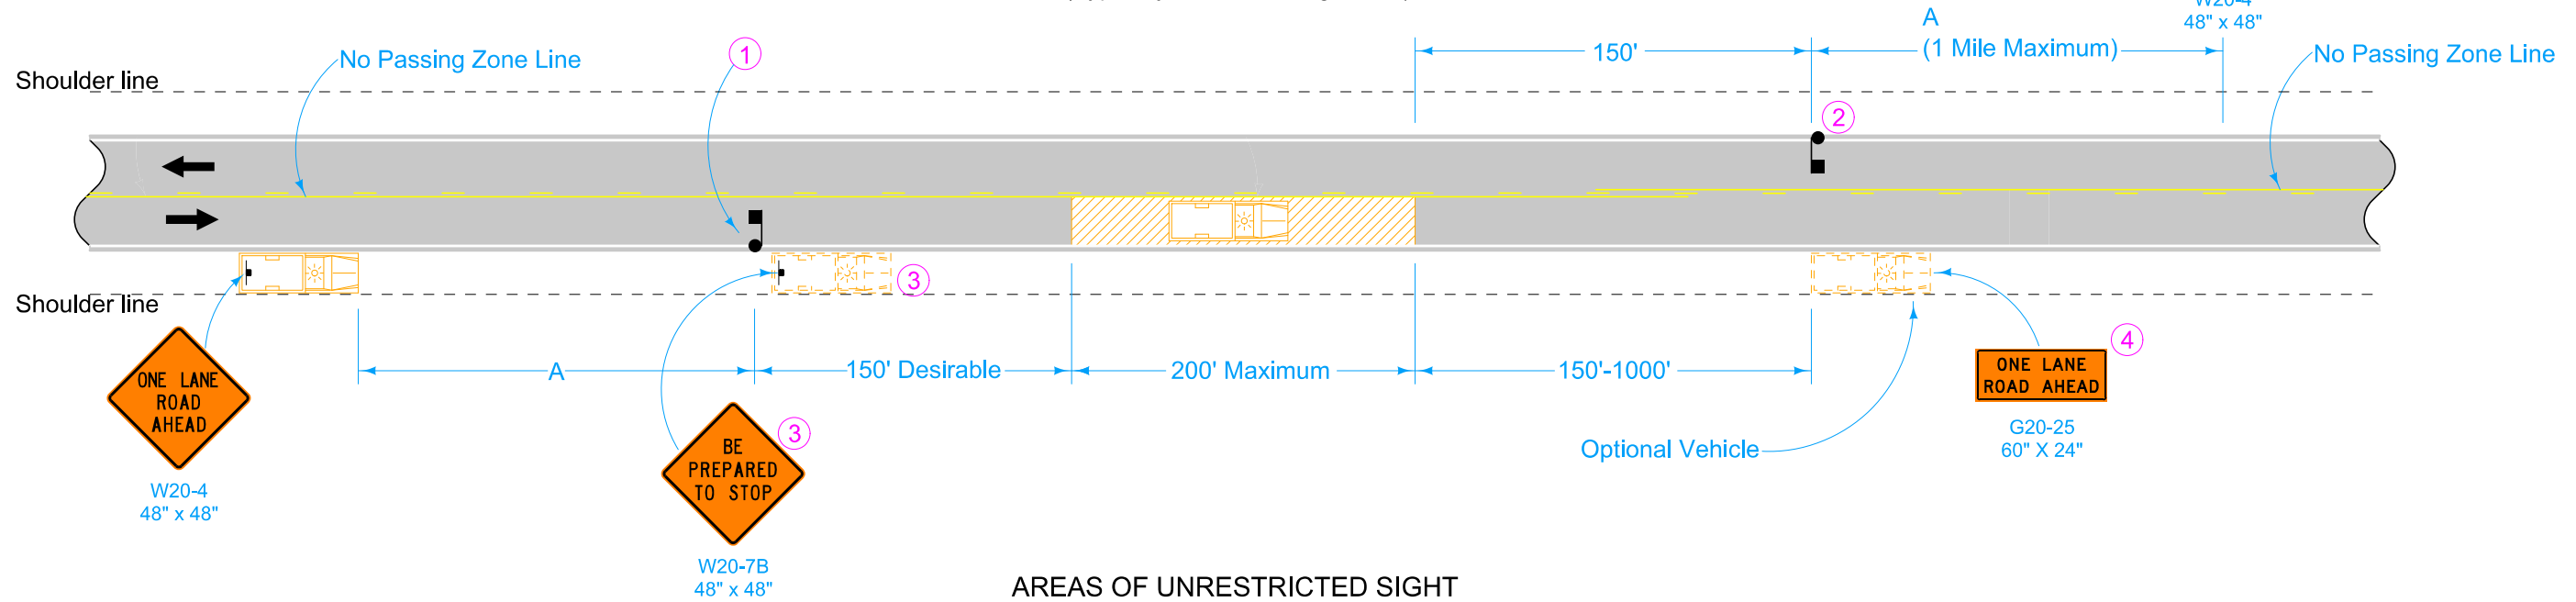 W20-4
48" x 48"
A
(1 Mile Maximum)
150'
No Passing Zone Line
1
No Passing Zone Line
Shoulder line
2
3
Shoulder line
A
150' Desirable
200' Maximum
150'-1000'
4
ONE LANE
ROAD AHEAD
G20-25
60" X 24"
Optional Vehicle
ONE LANE
ROAD
AHEAD
W20-4
48" x 48"
3
BE
PREPARED
TO STOP
W20-7B
48" x 48"
AREAS OF UNRESTRICTED SIGHT